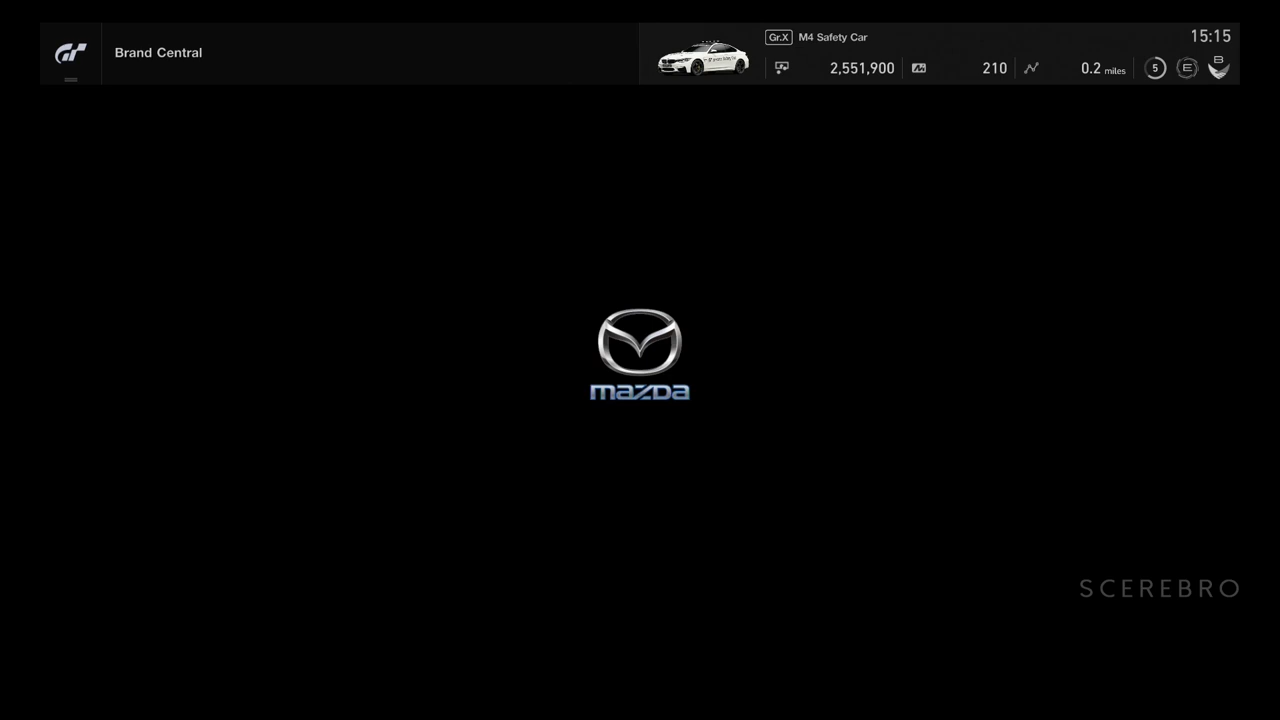 Brand Central
Gr.X M4 Safety Car
15:15
2,551,900
210
0.2 miles
5
E
B
mazda
SCEREBRO